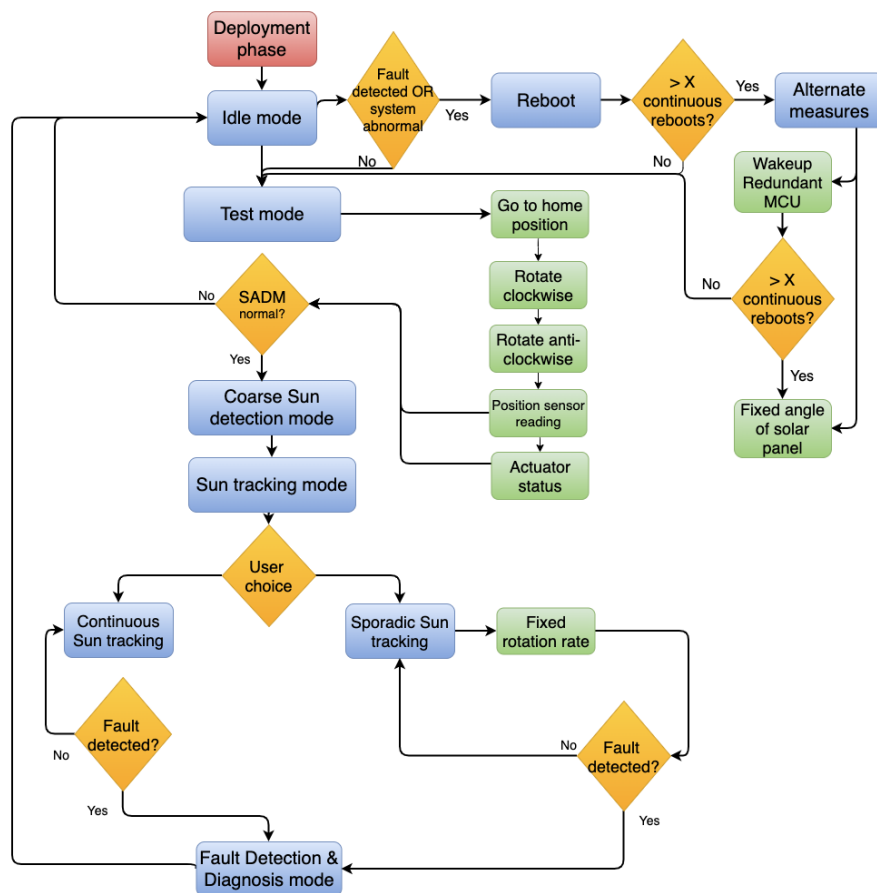 Deployment
phase
Idle mode
Fault
detected OR
system
abnormal
Yes
No
Reboot
> X
continuous
reboots?
Yes
No
Alternate
measures
Wakeup
Redundant
MCU
> X
continuous
reboots?
No
Yes
Fixed angle
of solar
panel
Test mode
Go to home
position
Rotate
clockwise
Rotate anti-
clockwise
Position sensor
reading
Actuator
status
SADM
normal?
No
Yes
Coarse Sun
detection mode
Sun tracking mode
User
choice
Continuous
Sun tracking
Sporadic Sun
tracking
Fixed
rotation rate
Fault
detected?
No
Yes
Fault
detected?
No
Yes
Fault Detection &
Diagnosis mode